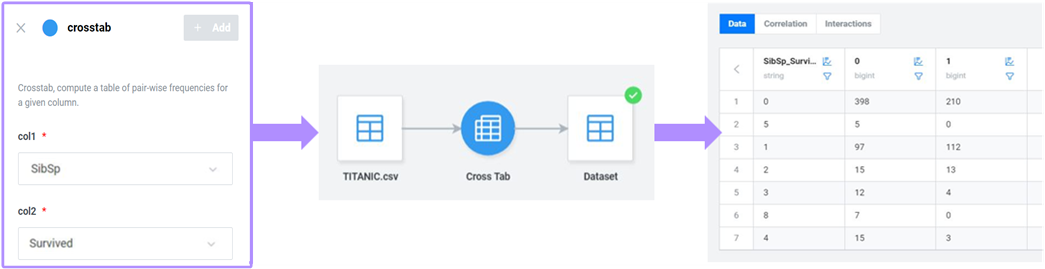 crosstab
+ Add
Crosstab, compute a table of pair-wise frequencies for
a given column.
col1 *
SibSp
col2 *
Survived
TITANIC.csv
Cross Tab
Dataset
Data Correlation Interactions
SibSp_Survi... 0 1
string bigint bigint
1 0 398 210
2 5 5 0
3 1 97 112
4 2 15 13
5 3 12 4
6 8 7 0
7 4 15 3